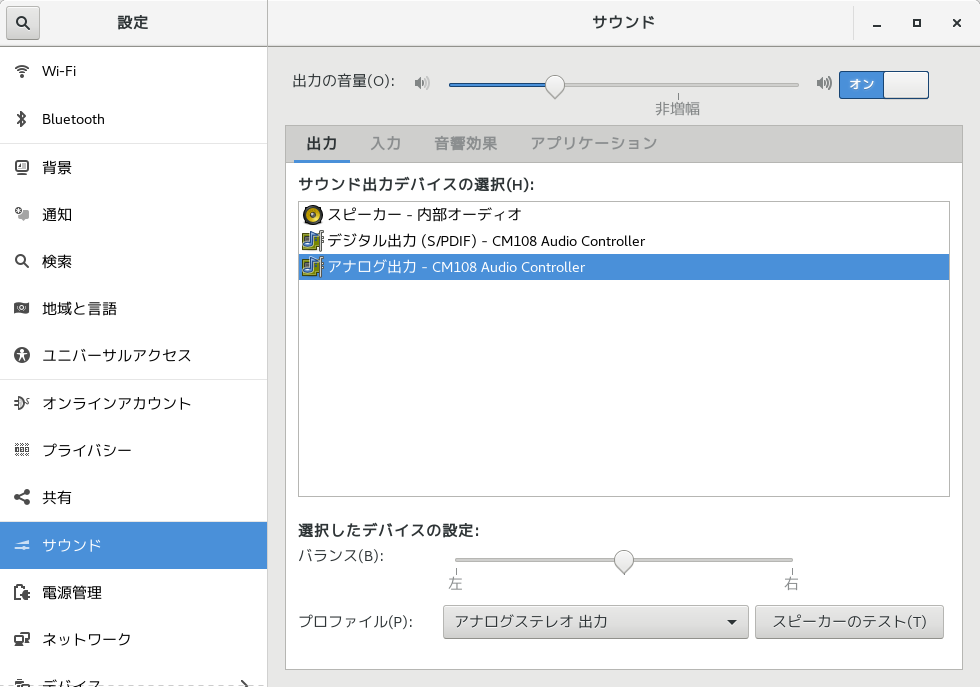 設定
サウンド
Wi-Fi
Bluetooth
背景
通知
検索
地域と言語
ユニバーサルアクセス
オンラインアカウント
プライバシー
共有
サウンド
電源管理
ネットワーク
デバイス
出力の音量(O):
オン
非増幅
出力 入力 音響効果 アプリケーション
サウンド出力デバイスの選択(H):
スピーカー - 内部オーディオ
デジタル出力 (S/PDIF) - CM108 Audio Controller
アナログ出力 - CM108 Audio Controller
選択したデバイスの設定:
バランス(B):
左 右
プロファイル(P): アナログステレオ 出力 スピーカーのテスト(T)